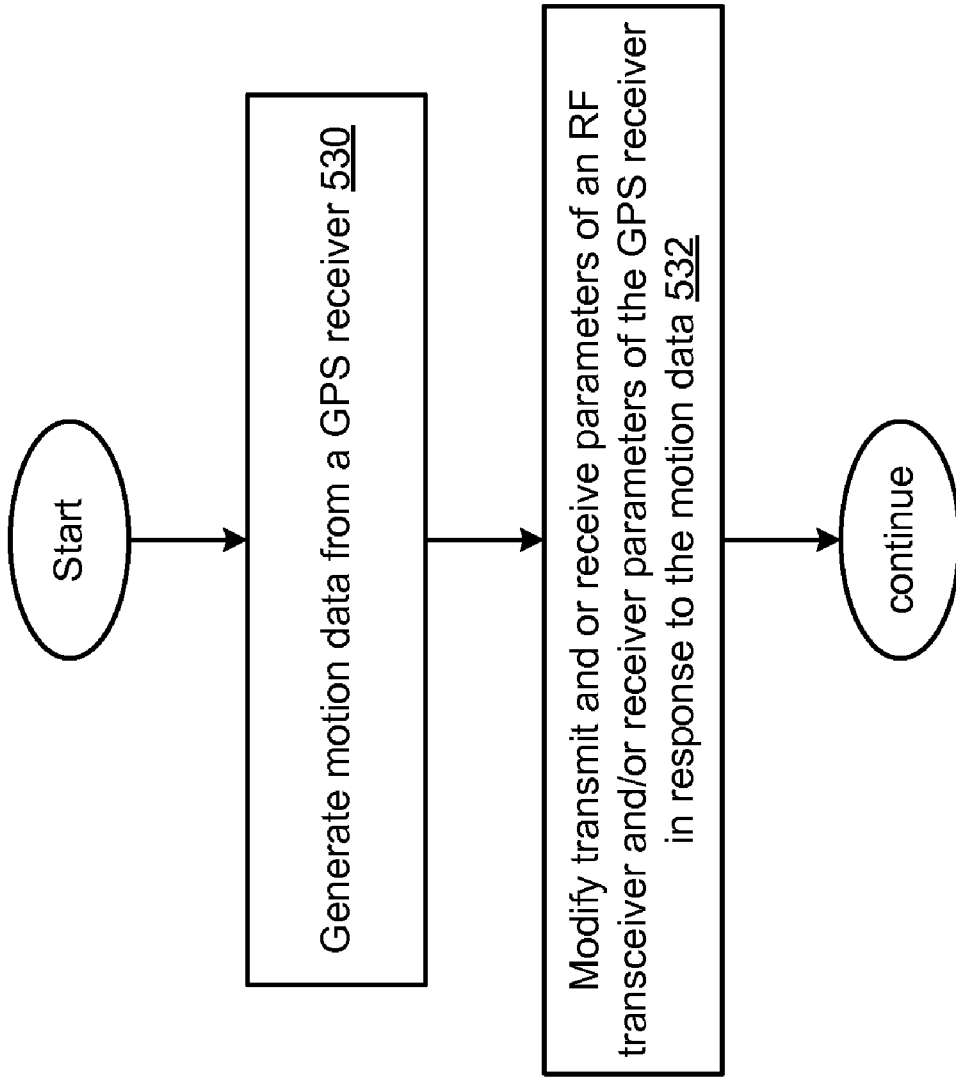 Start
Generate motion data from a GPS receiver 530
Modify transmit and or receive parameters of an RF
transceiver and/or receiver parameters of the GPS receiver
in response to the motion data 532
continue